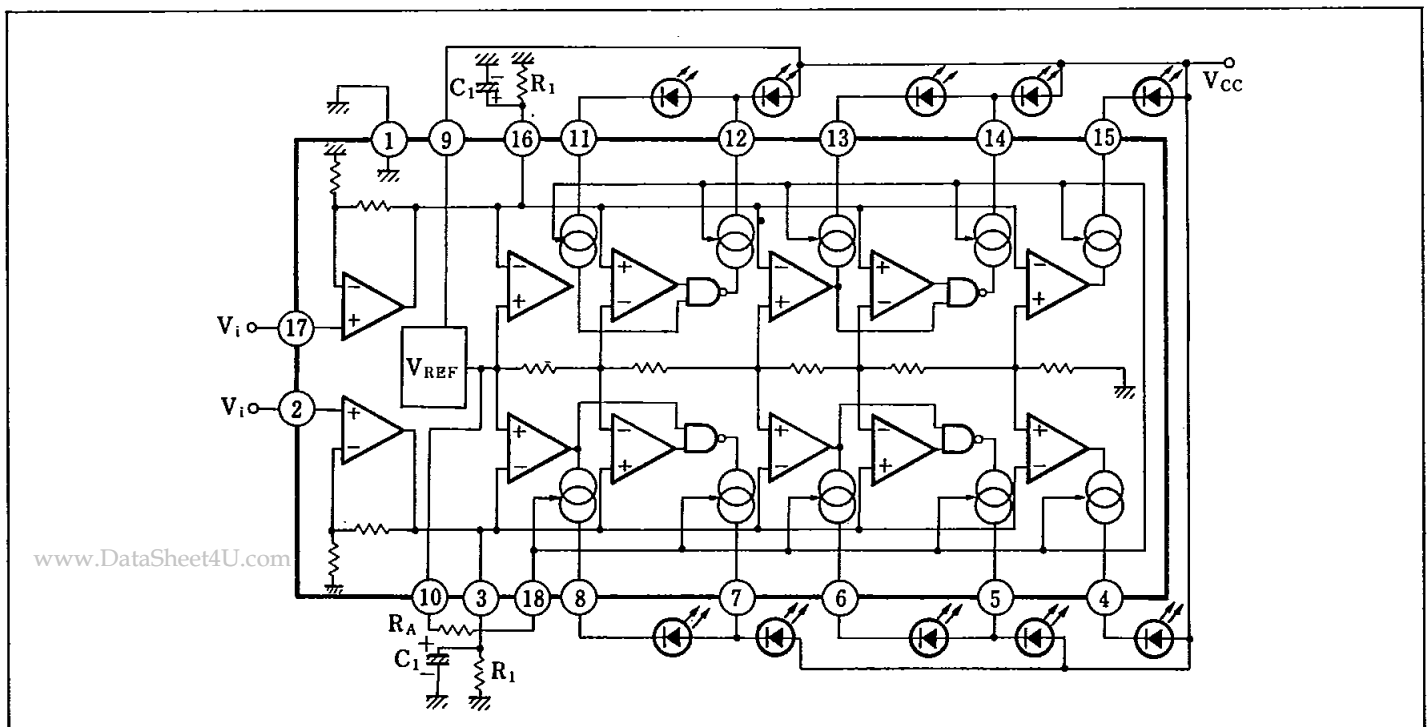 C1 − + R1
VCC
1 9 16 11 12 13 14 15
− + + − − + + − − +
− +
Vi 17
VREF
Vi 2
+ −
+ − − + + − − + + −
www.DataSheet4U.com
10 3 18 8 7 6 5 4
RA
+ C1 − R1